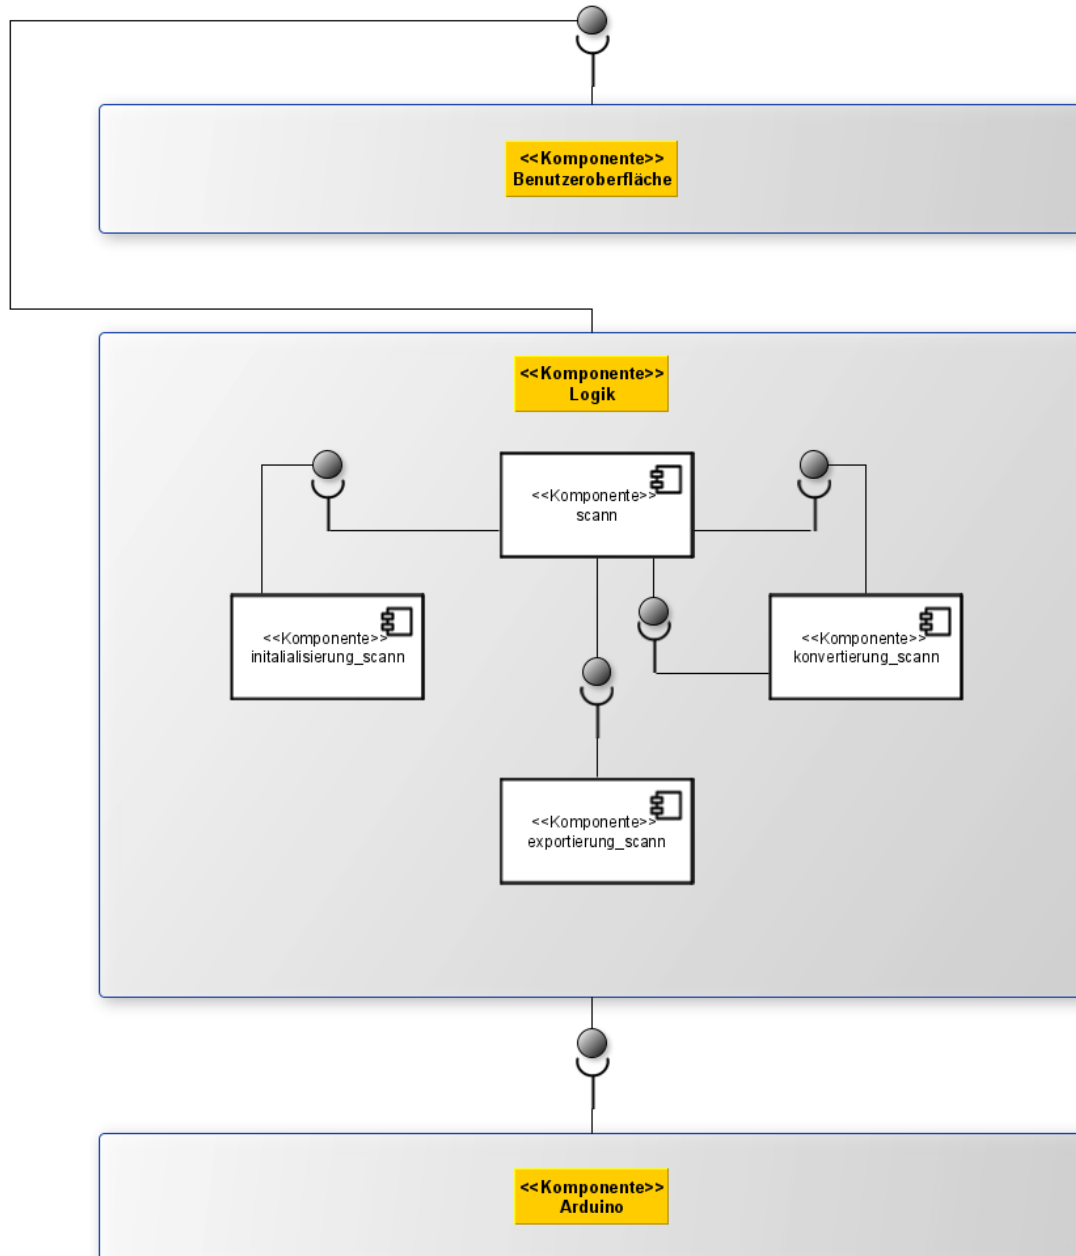 <<Komponente>>
Benutzeroberfläche
<<Komponente>>
Logik
<<Komponente>>
scann
<<Komponente>>
initalialisierung_scann
<<Komponente>>
konvertierung_scann
<<Komponente>>
exportierung_scann
<<Komponente>>
Arduino